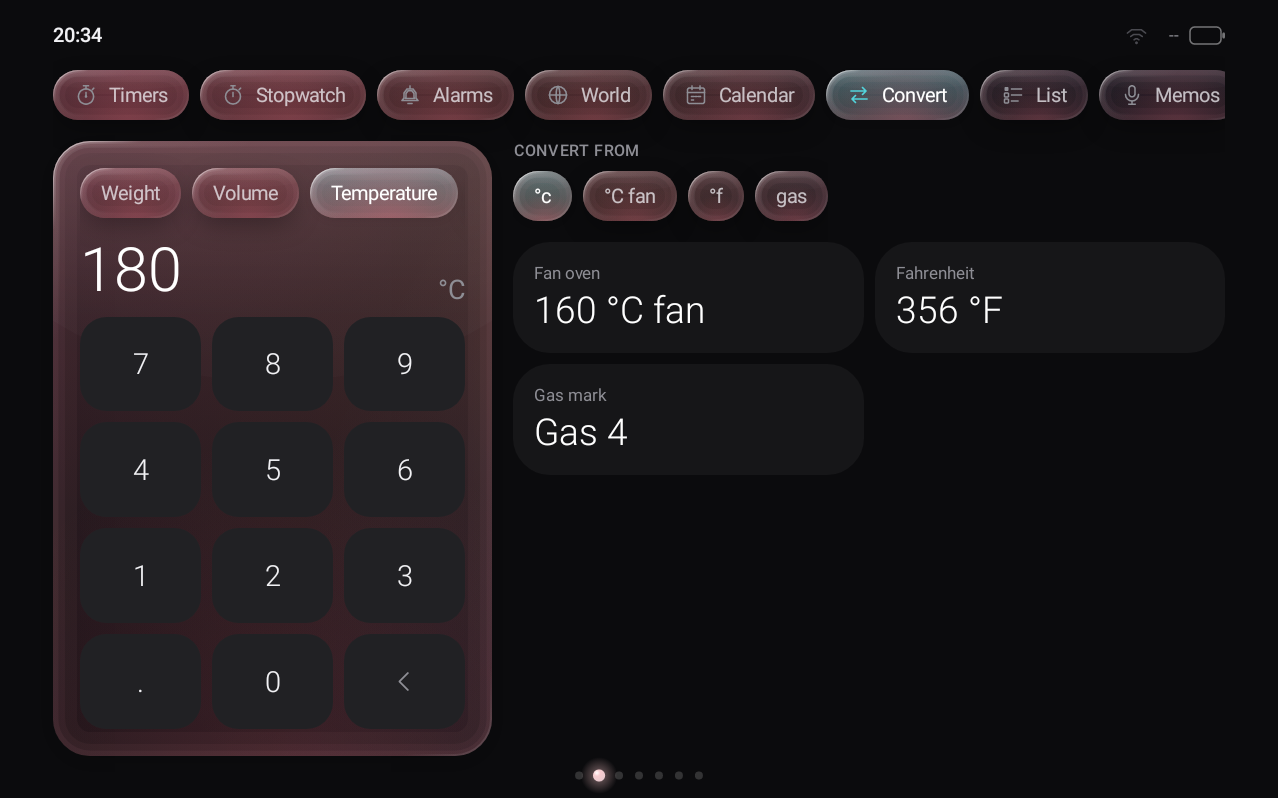 20:34
--
Timers
Stopwatch
Alarms
World
Calendar
Convert
List
Memos
Weight
Volume
Temperature
180
°C
7
8
9
4
5
6
1
2
3
.
0
CONVERT FROM
°c
°C fan
°f
gas
Fan oven
160 °C fan
Fahrenheit
356 °F
Gas mark
Gas 4